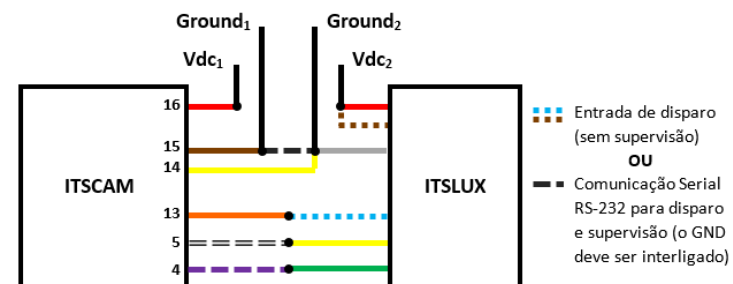 Ground₁
Ground₂
Vdc₁
Vdc₂
16
15
14
13
5
4
ITSCAM
ITSLUX
Entrada de disparo
(sem supervisão)
OU
Comunicação Serial
RS-232 para disparo
e supervisão (o GND
deve ser interligado)